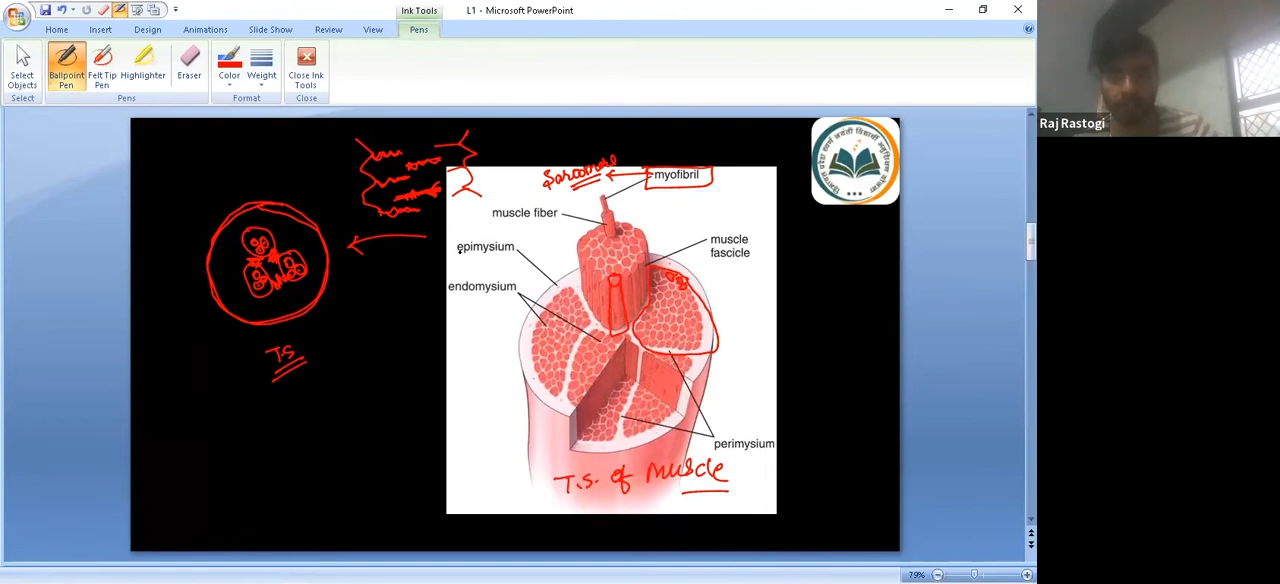 Ink Tools
L1 - Microsoft PowerPoint
Home
Insert
Design
Animations
Slide Show
Review
View
Pens
Select
Objects
Ballpoint
Pen
Felt Tip
Pen
Highlighter
Eraser
Color
Weight
Close Ink
Tools
Select
Pens
Format
Close
Raj Rastogi
Sarcomere
myofibril
muscle fiber
epimysium
muscle
fascicle
endomysium
T.S.
perimysium
T.S. of Muscle
79%